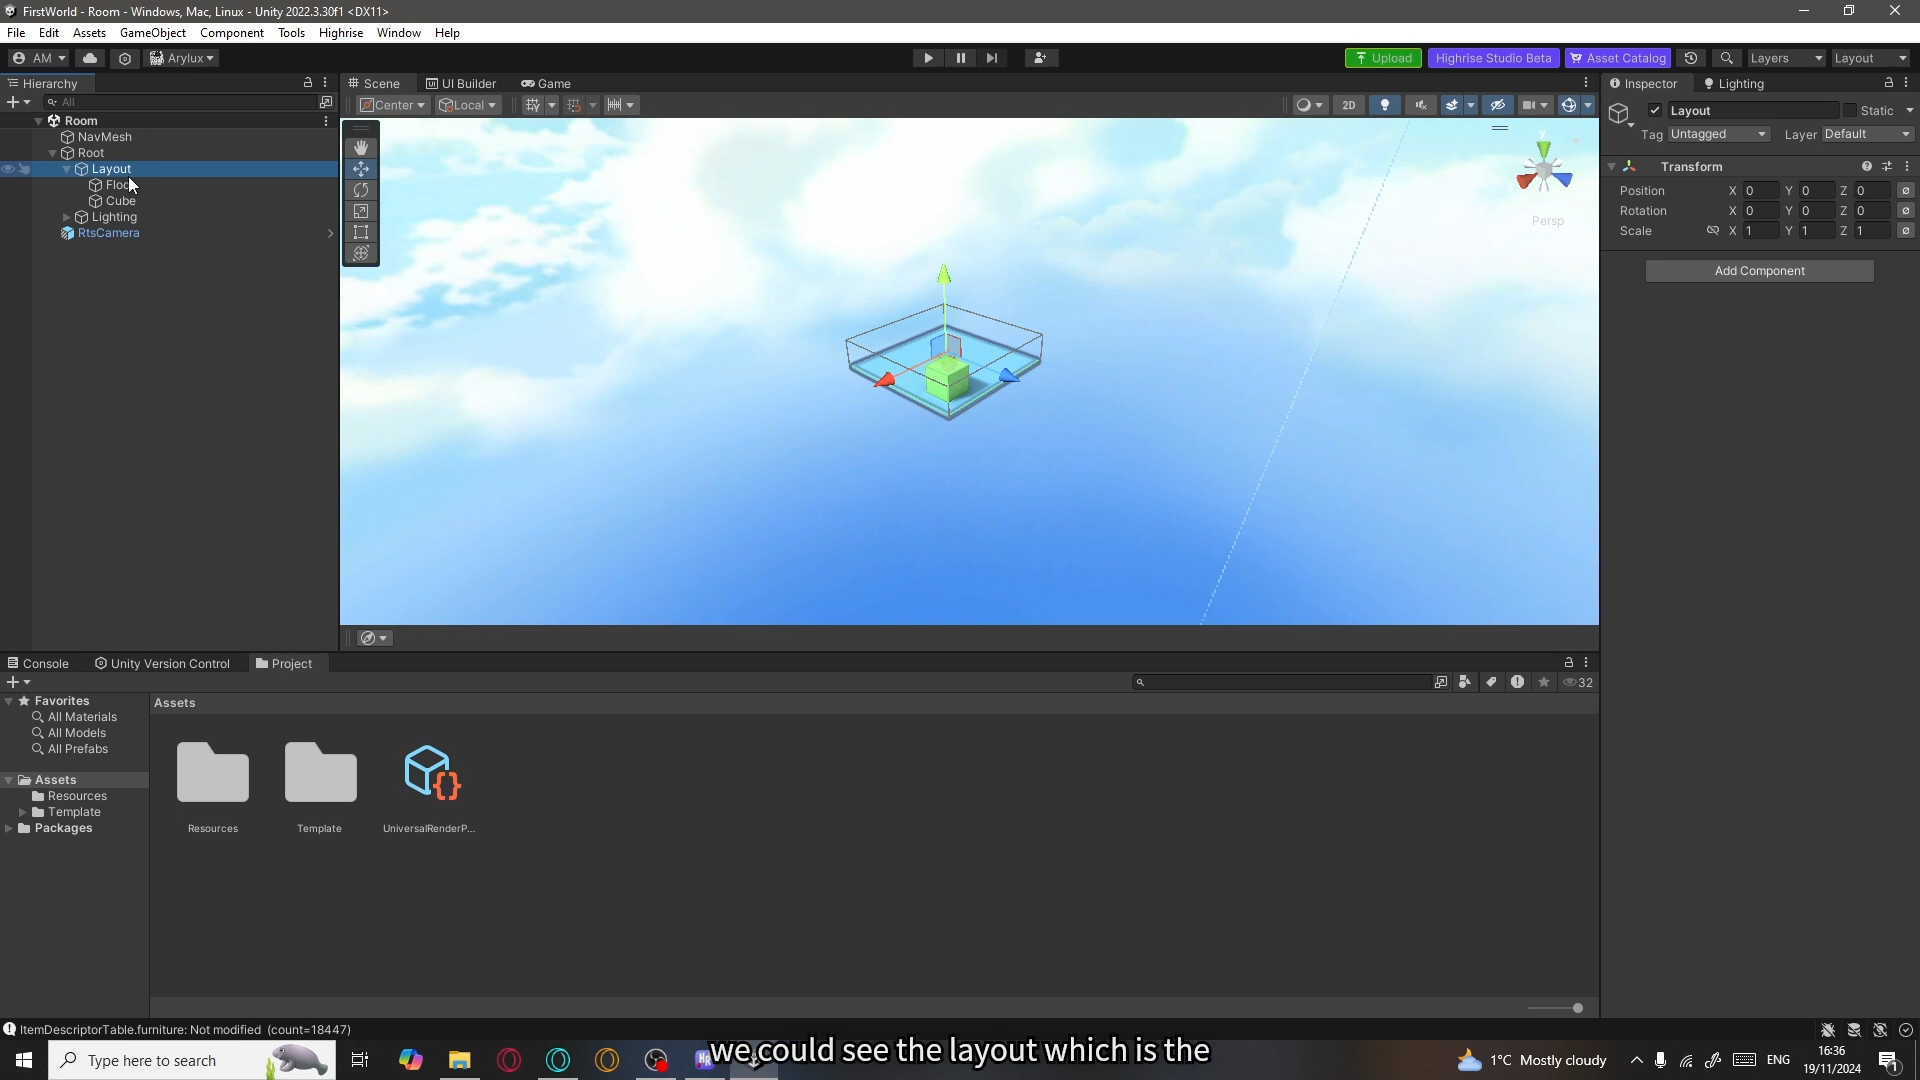 FirstWorld - Room - Windows, Mac, Linux - Unity 2022.3.30f1 <DX11>
File Edit Assets GameObject Component Tools Highrise Window Help
AM Arylux Upload Highrise Studio Beta Asset Catalog Layers Layout
Hierarchy Scene UI Builder Game Inspector Lighting
All Center Local 2D Layout Static
Tag Untagged Layer Default
Room
NavMesh
Root
Layout
Cube
Lighting
RtsCamera
Transform
Position X 0 Y 0 Z 0
Rotation X 0 Y 0 Z 0
Scale X 1 Y 1 Z 1
Add Component
y
Persp
Console Unity Version Control Project
32
Favorites
All Materials
All Models
All Prefabs
Assets
Resources
Template
Packages
Assets
Resources Template UniversalRenderP...
ItemDescriptorTable.furniture: Not modified (count=18447)
we could see the layout which is the
Type here to search
1°C Mostly cloudy ENG 16:36
19/11/2024
1